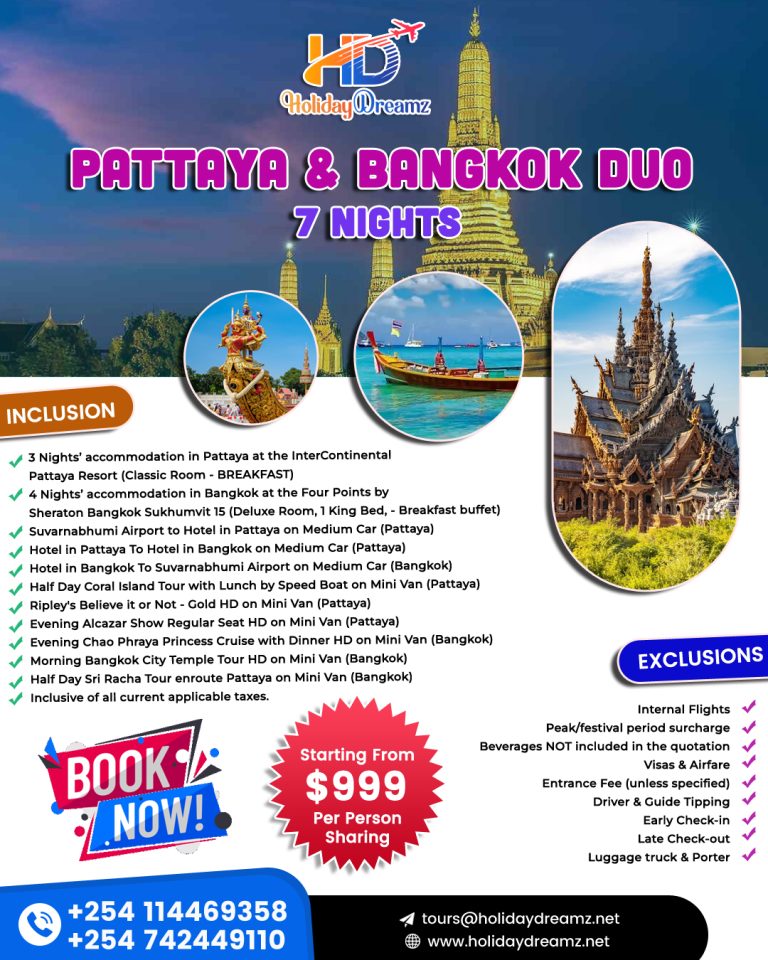 HD
Holiday Dreamz
PATTAYA & BANGKOK DUO
7 NIGHTS
INCLUSION
3 Nights’ accommodation in Pattaya at the InterContinental
Pattaya Resort (Classic Room - BREAKFAST)
4 Nights’ accommodation in Bangkok at the Four Points by
Sheraton Bangkok Sukhumvit 15 (Deluxe Room, 1 King Bed, - Breakfast buffet)
Suvarnabhumi Airport to Hotel in Pattaya on Medium Car (Pattaya)
Hotel in Pattaya To Hotel in Bangkok on Medium Car (Pattaya)
Hotel in Bangkok To Suvarnabhumi Airport on Medium Car (Bangkok)
Half Day Coral Island Tour with Lunch by Speed Boat on Mini Van (Pattaya)
Ripley's Believe it or Not - Gold HD on Mini Van (Pattaya)
Evening Alcazar Show Regular Seat HD on Mini Van (Pattaya)
Evening Chao Phraya Princess Cruise with Dinner HD on Mini Van (Bangkok)
Morning Bangkok City Temple Tour HD on Mini Van (Bangkok)
Half Day Sri Racha Tour enroute Pattaya on Mini Van (Bangkok)
Inclusive of all current applicable taxes.
EXCLUSIONS
Internal Flights
Peak/festival period surcharge
Beverages NOT included in the quotation
Visas & Airfare
Entrance Fee (unless specified)
Driver & Guide Tipping
Early Check-in
Late Check-out
Luggage truck & Porter
BOOK
NOW!
Starting From
$999
Per Person
Sharing
+254 114469358
+254 742449110
tours@holidaydreamz.net
www.holidaydreamz.net